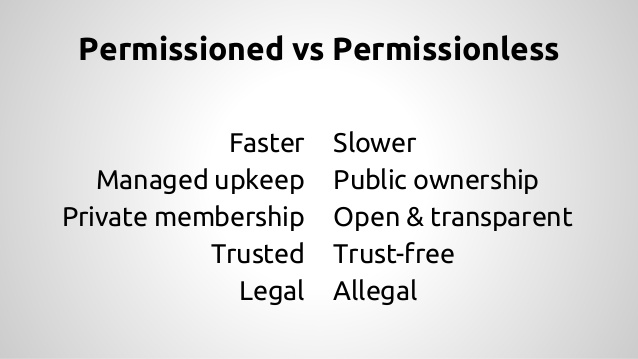 Permissioned vs Permissionless
Faster Slower
Managed upkeep Public ownership
Private membership Open & transparent
Trusted Trust-free
Legal Allegal